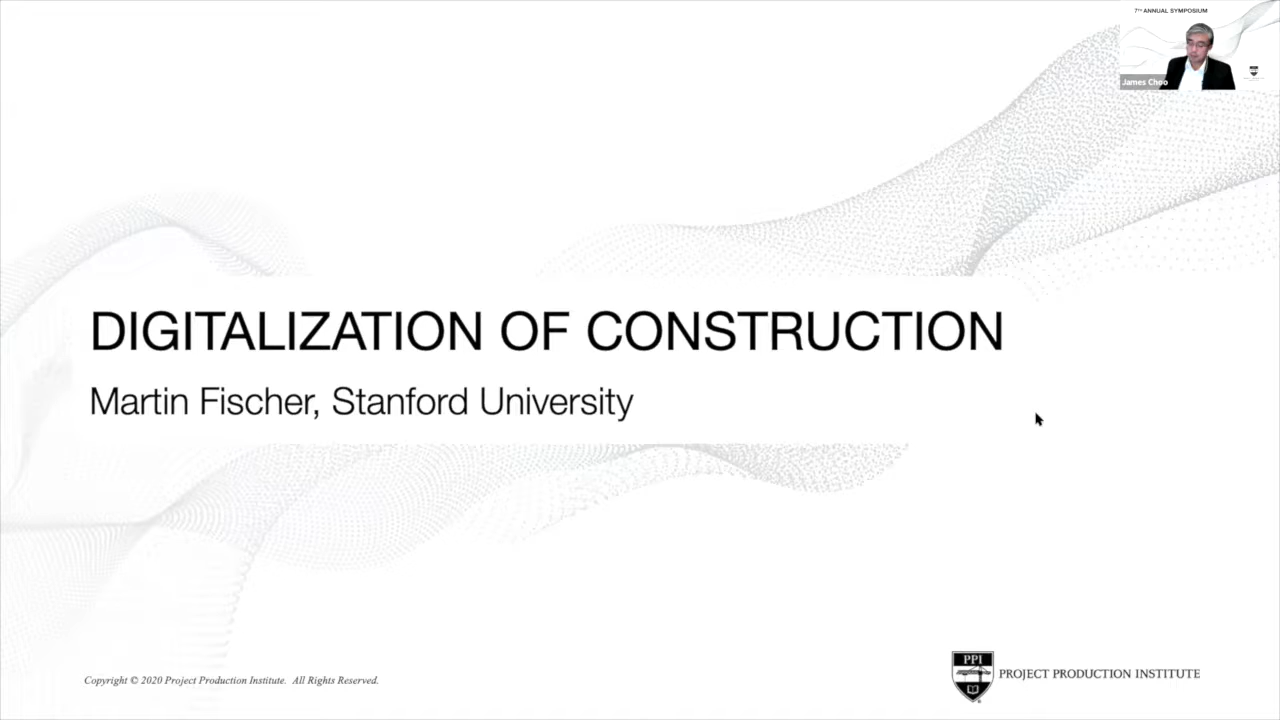 7TH ANNUAL SYMPOSIUM
James Choo
DIGITALIZATION OF CONSTRUCTION
Martin Fischer, Stanford University
Copyright © 2020 Project Production Institute. All Rights Reserved.
PPI
PROJECT PRODUCTION INSTITUTE